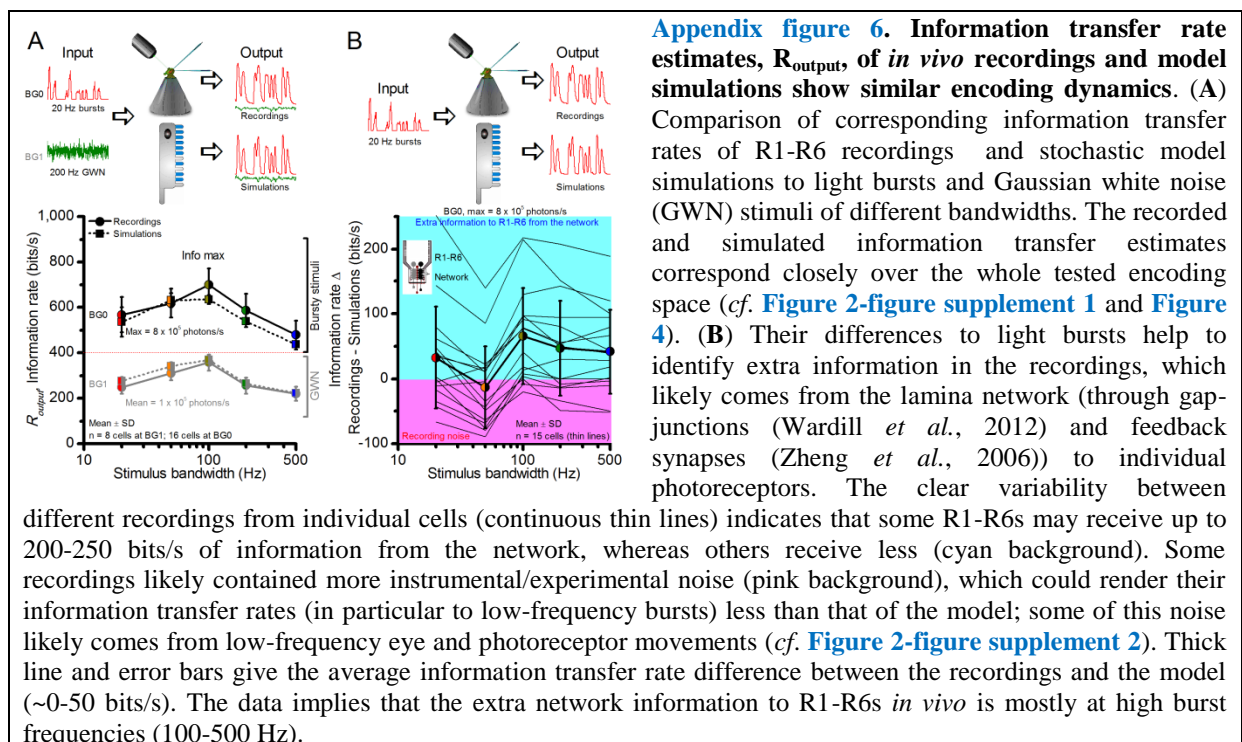 A
Input
Output
BG0
20 Hz bursts
Recordings
BG1
200 Hz GWN
Simulations
1,000
800
600
400
200
0
R_output Information rate (bits/s)
Recordings
Simulations
Info max
BG0
Max = 8 x 10⁵ photons/s
Bursty stimuli
BG1
Mean = 1 x 10⁵ photons/s
GWN
Mean ± SD
n = 8 cells at BG1; 16 cells at BG0
10 100 500
Stimulus bandwidth (Hz)
B
Input
Output
20 Hz bursts
Recordings
Simulations
BG0, max = 8 x 10⁵ photons/s
Extra information to R1-R6 from the network
R1-R6
Network
200
100
0
-100
Information rate Δ
Recordings - Simulations (bits/s)
Mean ± SD
Recording noise
n = 15 cells (thin lines)
10 100 500
Stimulus bandwidth (Hz)
Appendix figure 6. Information transfer rate
estimates, R_output, of in vivo recordings and model
simulations show similar encoding dynamics. (A)
Comparison of corresponding information transfer
rates of R1-R6 recordings and stochastic model
simulations to light bursts and Gaussian white noise
(GWN) stimuli of different bandwidths. The recorded
and simulated information transfer estimates
correspond closely over the whole tested encoding
space (cf. Figure 2-figure supplement 1 and Figure
4). (B) Their differences to light bursts help to
identify extra information in the recordings, which
likely comes from the lamina network (through gap-
junctions (Wardill et al., 2012) and feedback
synapses (Zheng et al., 2006)) to individual
photoreceptors. The clear variability between
different recordings from individual cells (continuous thin lines) indicates that some R1-R6s may receive up to
200-250 bits/s of information from the network, whereas others receive less (cyan background). Some
recordings likely contained more instrumental/experimental noise (pink background), which could render their
information transfer rates (in particular to low-frequency bursts) less than that of the model; some of this noise
likely comes from low-frequency eye and photoreceptor movements (cf. Figure 2-figure supplement 2). Thick
line and error bars give the average information transfer rate difference between the recordings and the model
(~0-50 bits/s). The data implies that the extra network information to R1-R6s in vivo is mostly at high burst
frequencies (100-500 Hz).